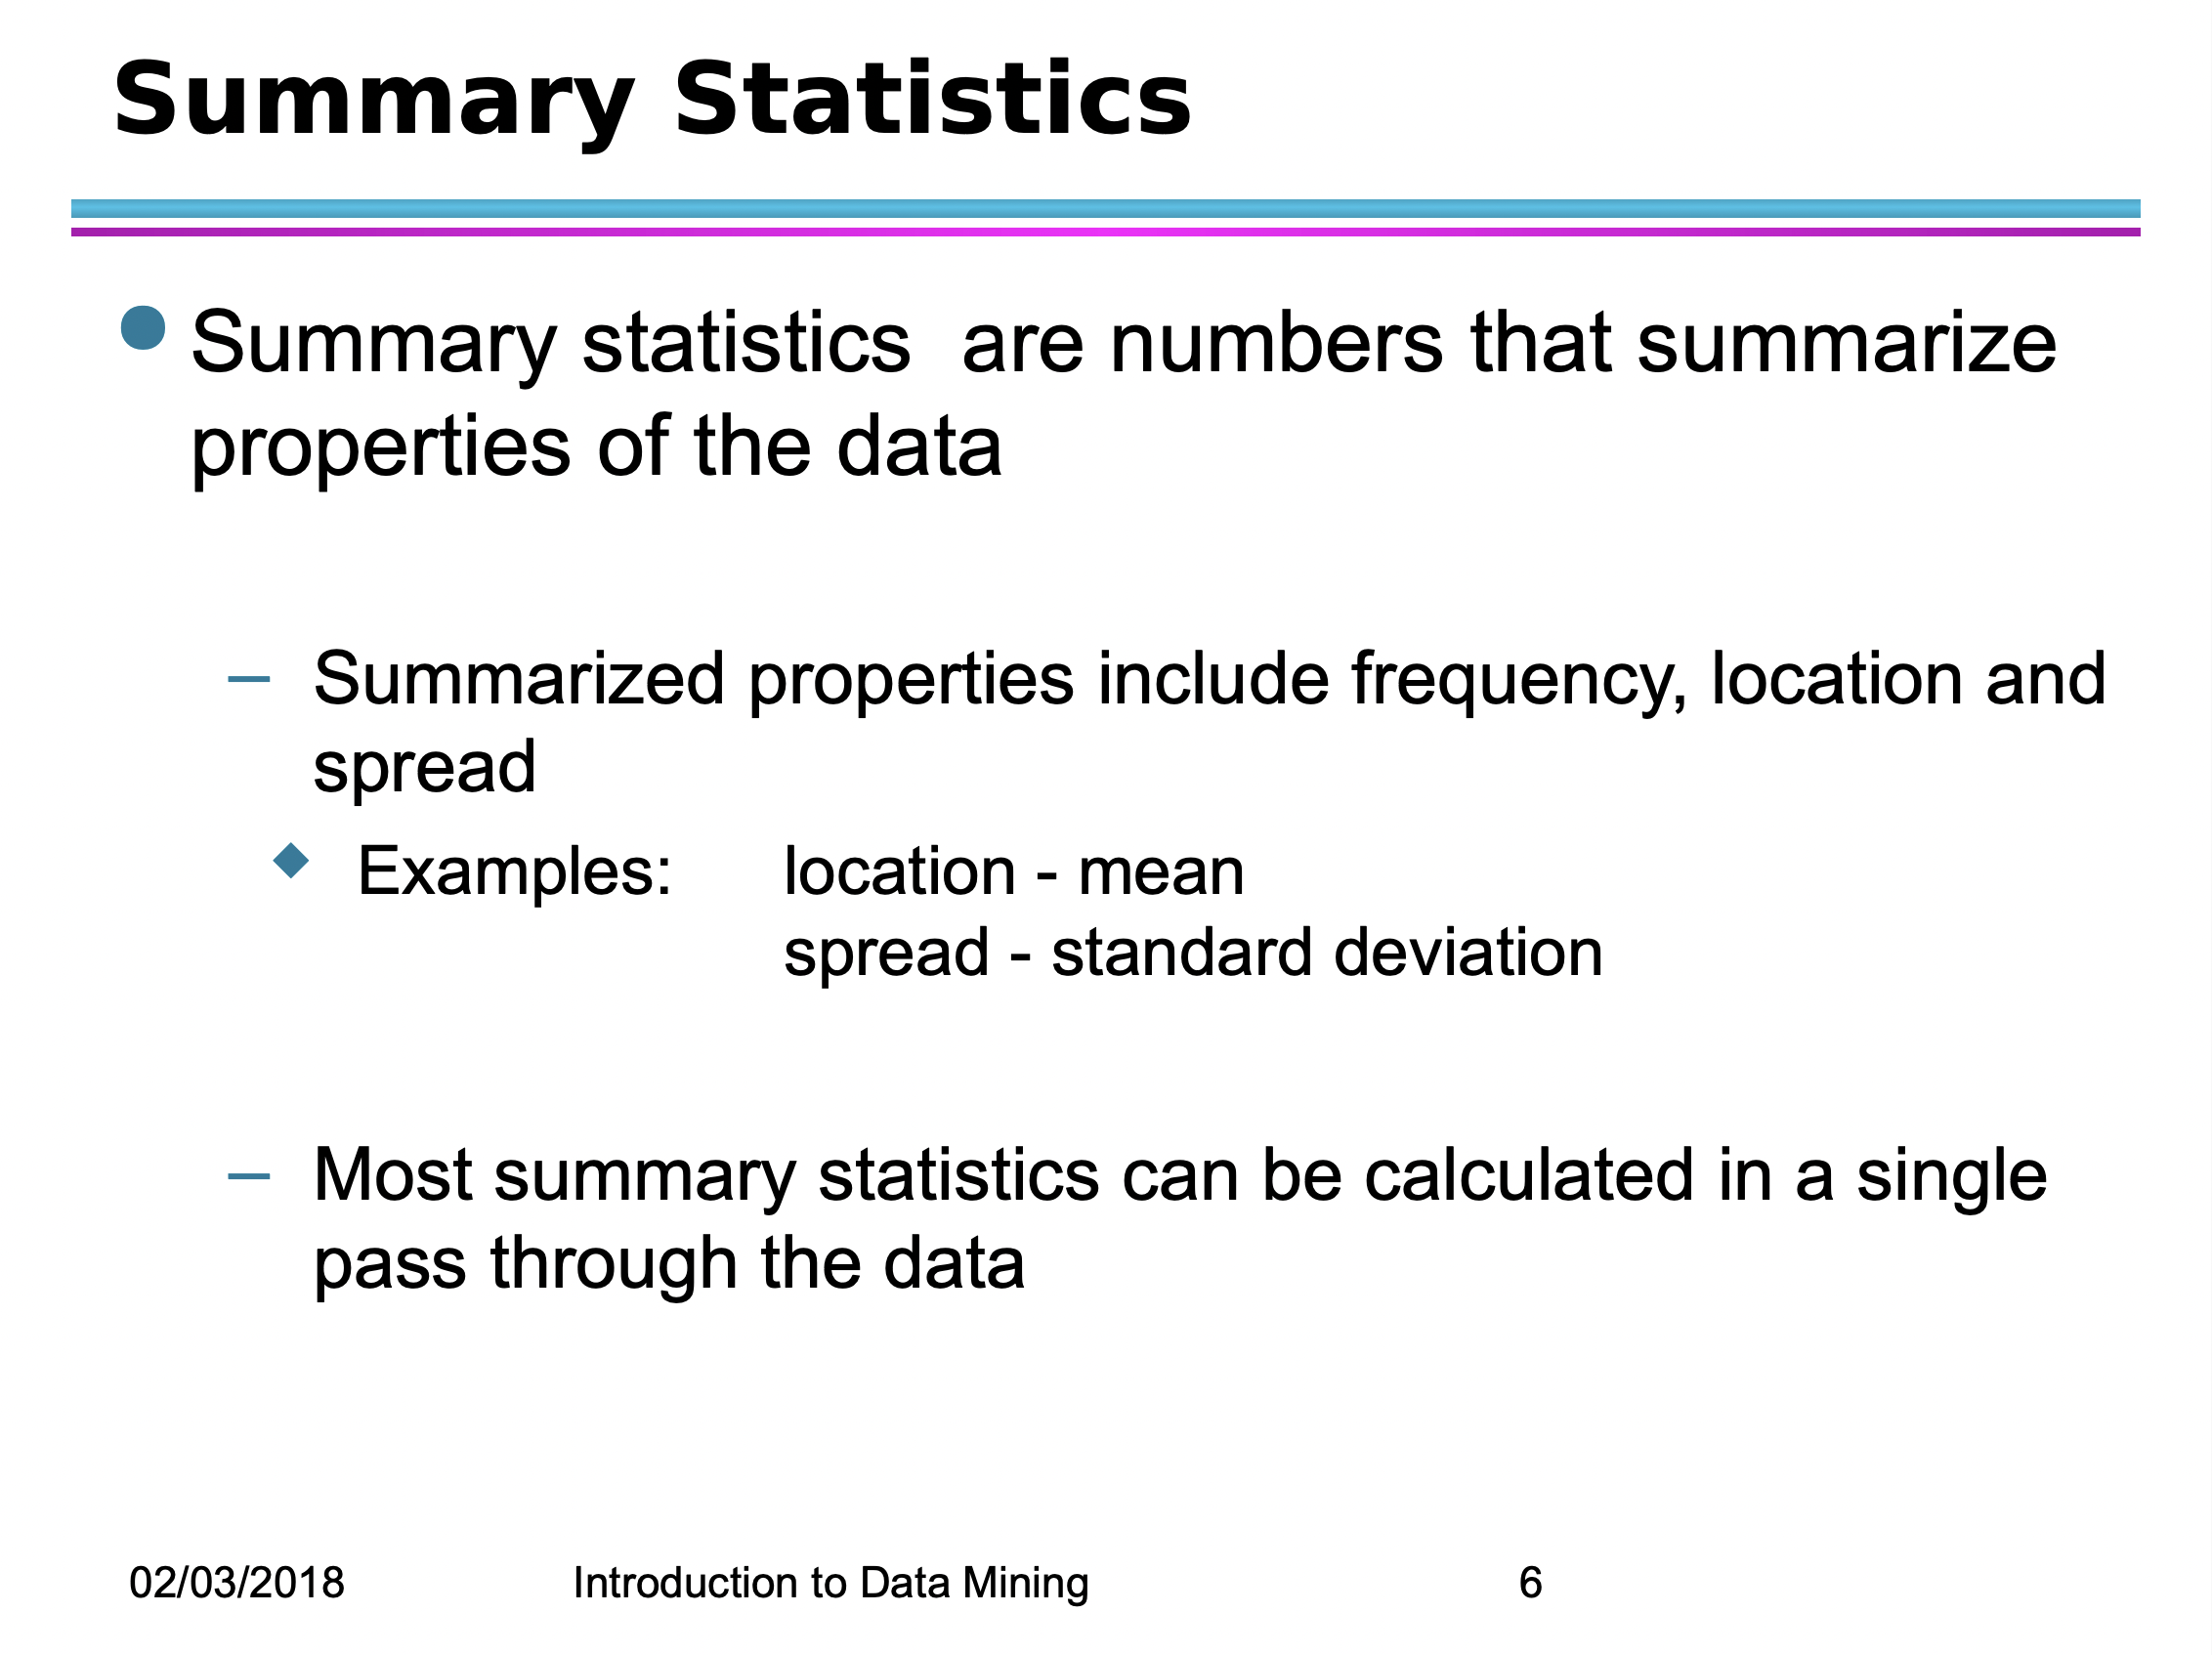 Summary Statistics
Summary statistics  are numbers that summarize
properties of the data
– Summarized properties include frequency, location and
spread
Examples: location - mean
spread - standard deviation
– Most summary statistics can be calculated in a single
pass through the data
02/03/2018 Introduction to Data Mining 6